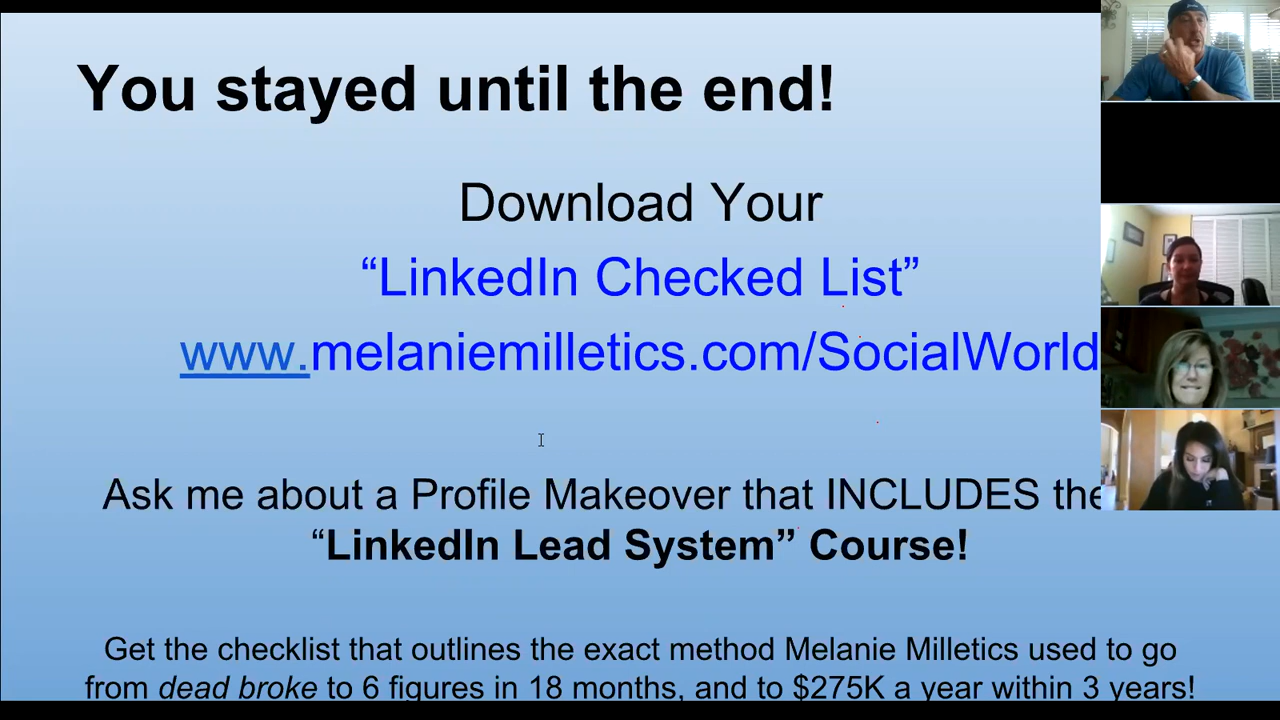 You stayed until the end!
Download Your
“LinkedIn Checked List”
www.melaniemilletics.com/SocialWorld
Ask me about a Profile Makeover that INCLUDES the
“LinkedIn Lead System” Course!
Get the checklist that outlines the exact method Melanie Milletics used to go
from dead broke to 6 figures in 18 months, and to $275K a year within 3 years!